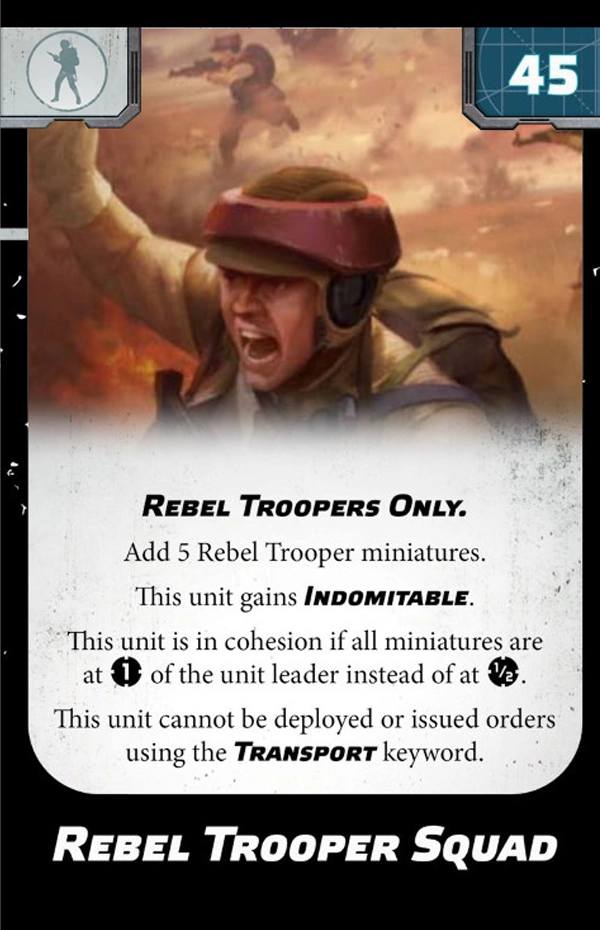 45
REBEL TROOPERS ONLY.
Add 5 Rebel Trooper miniatures.
This unit gains INDOMITABLE.
This unit is in cohesion if all miniatures are
at 1 of the unit leader instead of at 1/2.
This unit cannot be deployed or issued orders
using the TRANSPORT keyword.
REBEL TROOPER SQUAD